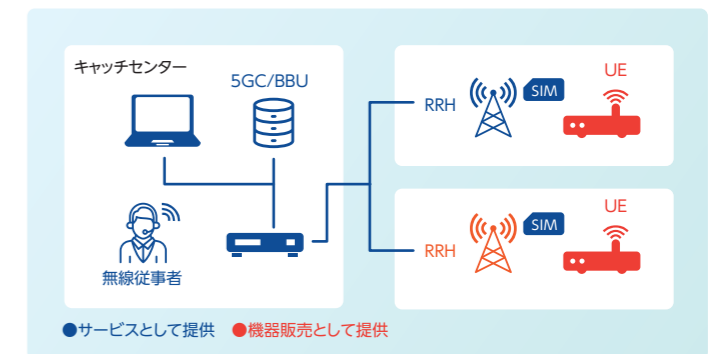 キャッチセンター
5GC/BBU
無線従事者
RRH
SIM
UE
RRH
SIM
UE
●サービスとして提供 ●機器販売として提供